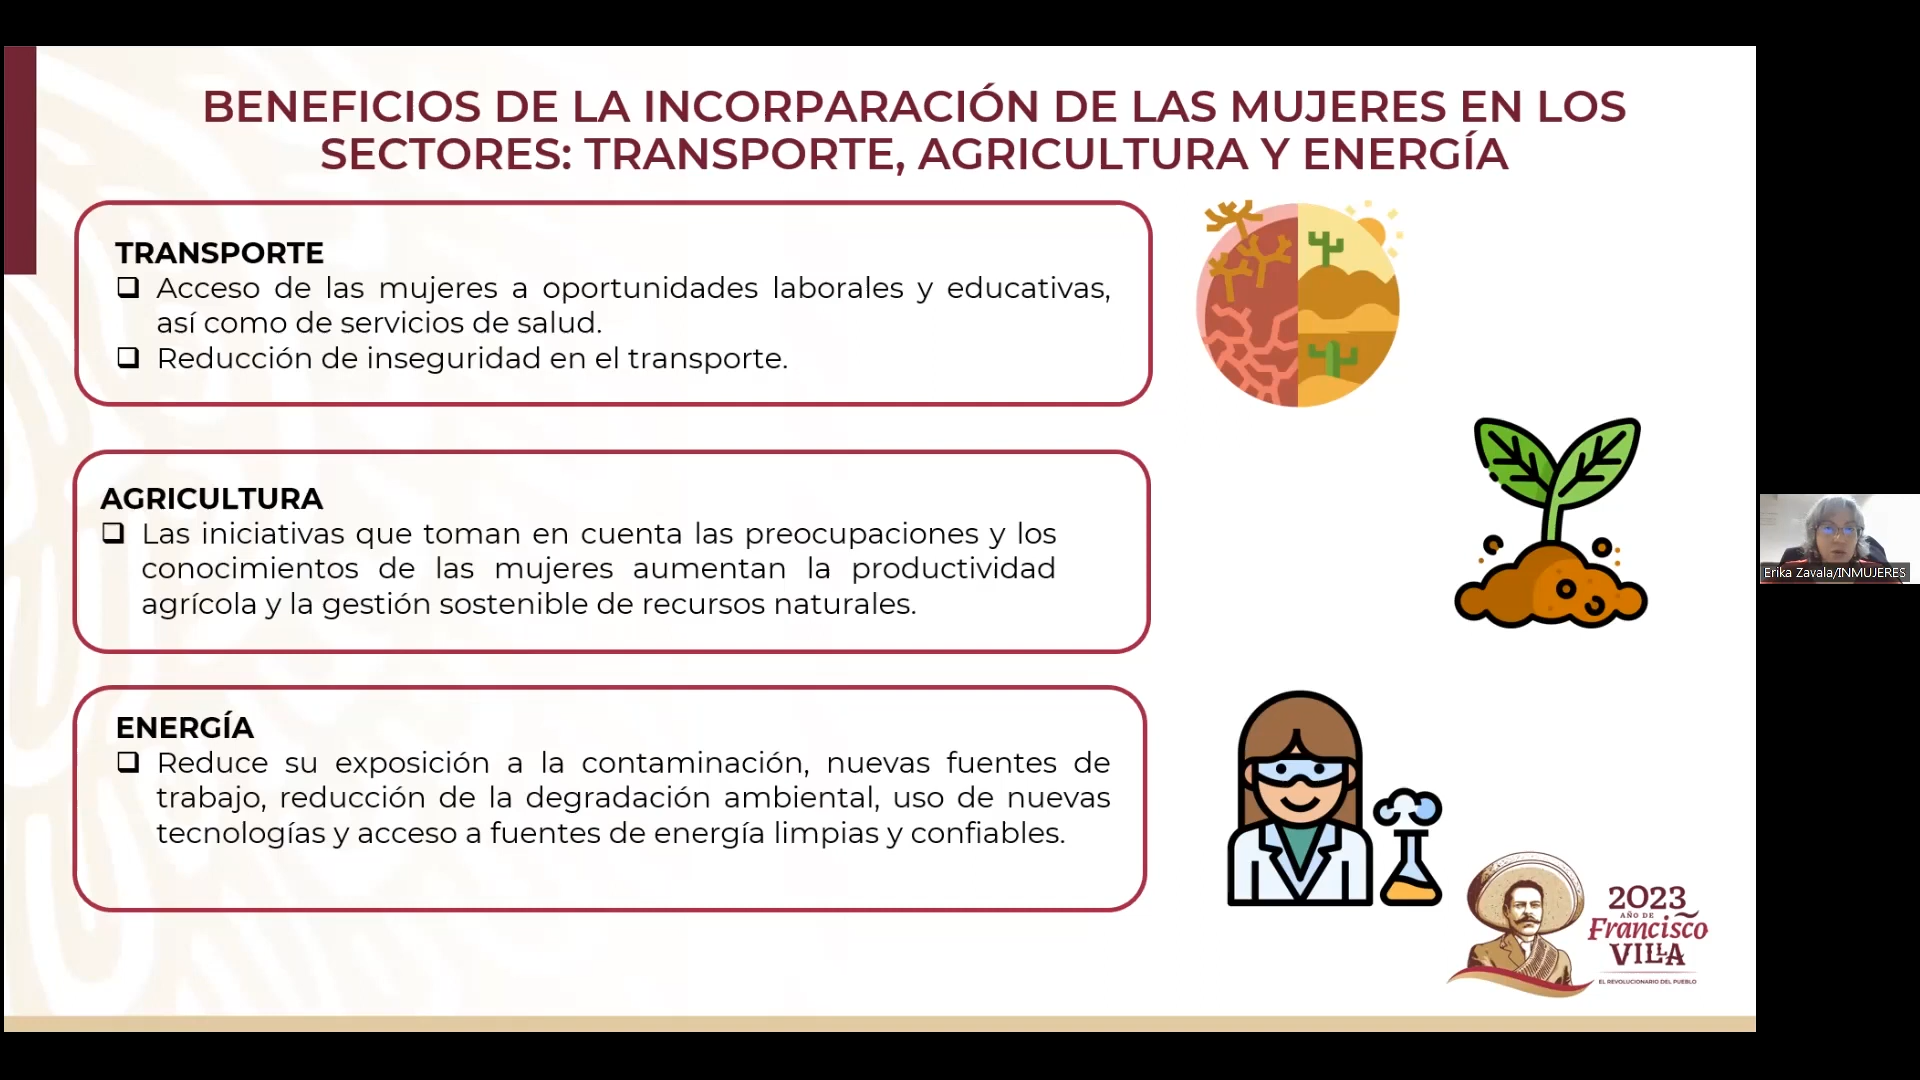 BENEFICIOS DE LA INCORPARACIÓN DE LAS MUJERES EN LOS
SECTORES: TRANSPORTE, AGRICULTURA Y ENERGÍA
TRANSPORTE
❑ Acceso de las mujeres a oportunidades laborales y educativas,
así como de servicios de salud.
❑ Reducción de inseguridad en el transporte.
AGRICULTURA
❑ Las iniciativas que toman en cuenta las preocupaciones y los
conocimientos de las mujeres aumentan la productividad
agrícola y la gestión sostenible de recursos naturales.
Erika Zavala/INMUJERES
ENERGÍA
❑ Reduce su exposición a la contaminación, nuevas fuentes de
trabajo, reducción de la degradación ambiental, uso de nuevas
tecnologías y acceso a fuentes de energía limpias y confiables.
2023
AÑO DE
Francisco
VILLA
EL REVOLUCIONARIO DEL PUEBLO